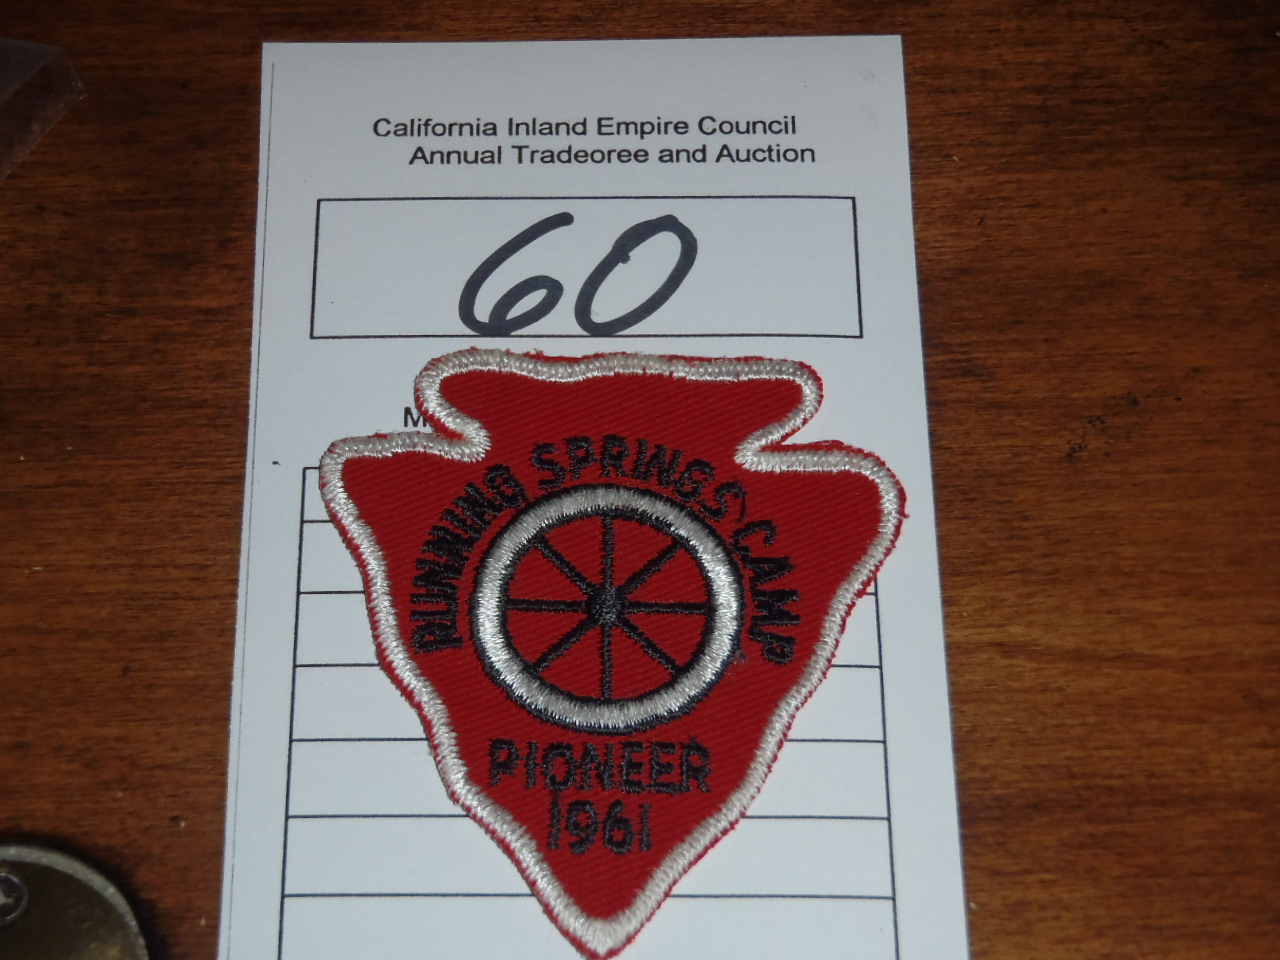 California Inland Empire Council
Annual Tradeoree and Auction
60
RUNNING SPRINGS CAMP
PIONEER
1961